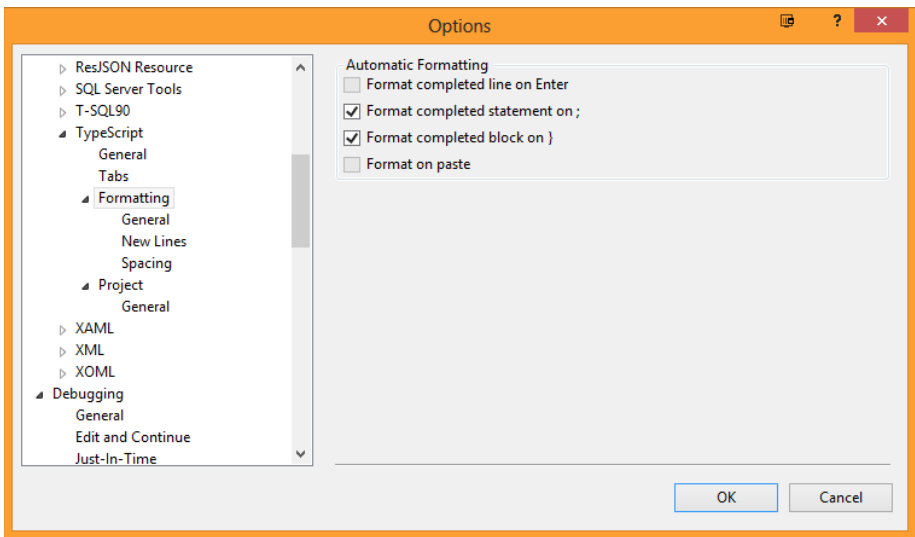 Options
?
ResJSON Resource
SQL Server Tools
T-SQL90
TypeScript
General
Tabs
Formatting
General
New Lines
Spacing
Project
General
XAML
XML
XOML
Debugging
General
Edit and Continue
Just-In-Time
Automatic Formatting
Format completed line on Enter
Format completed statement on ;
Format completed block on }
Format on paste
OK
Cancel